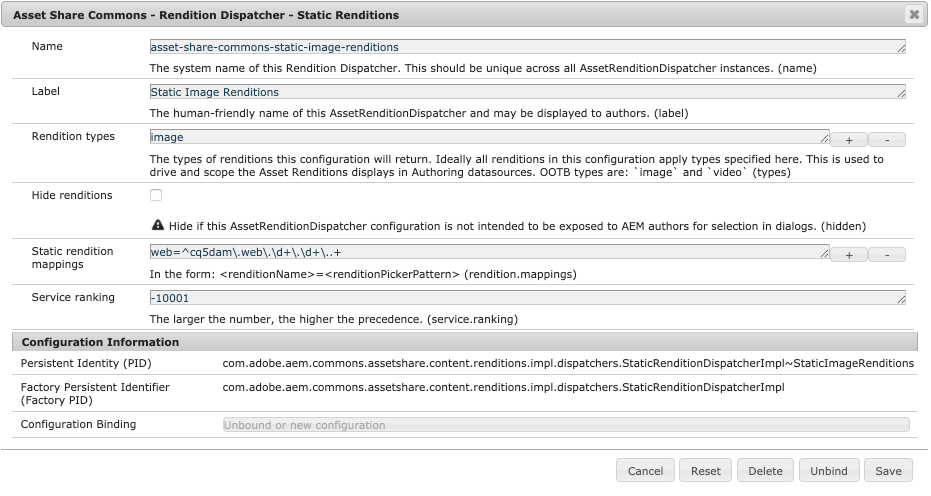 Asset Share Commons - Rendition Dispatcher - Static Renditions
Name
asset-share-commons-static-image-renditions
The system name of this Rendition Dispatcher. This should be unique across all AssetRenditionDispatcher instances. (name)
Label
Static Image Renditions
The human-friendly name of this AssetRenditionDispatcher and may be displayed to authors. (label)
Rendition types
image
+ -
The types of renditions this configuration will return. Ideally all renditions in this configuration apply types specified here. This is used to
drive and scope the Asset Renditions displays in Authoring datasources. OOTB types are: `image` and `video` (types)
Hide renditions
Hide if this AssetRenditionDispatcher configuration is not intended to be exposed to AEM authors for selection in dialogs. (hidden)
Static rendition
mappings
web=^cq5dam\.web\.\d+\.\d+\..+
+ -
In the form: <renditionName>=<renditionPickerPattern> (rendition.mappings)
Service ranking
-10001
The larger the number, the higher the precedence. (service.ranking)
Configuration Information
Persistent Identity (PID)
com.adobe.aem.commons.assetshare.content.renditions.impl.dispatchers.StaticRenditionDispatcherImpl~StaticImageRenditions
Factory Persistent Identifier
(Factory PID)
com.adobe.aem.commons.assetshare.content.renditions.impl.dispatchers.StaticRenditionDispatcherImpl
Configuration Binding
Unbound or new configuration
Cancel Reset Delete Unbind Save